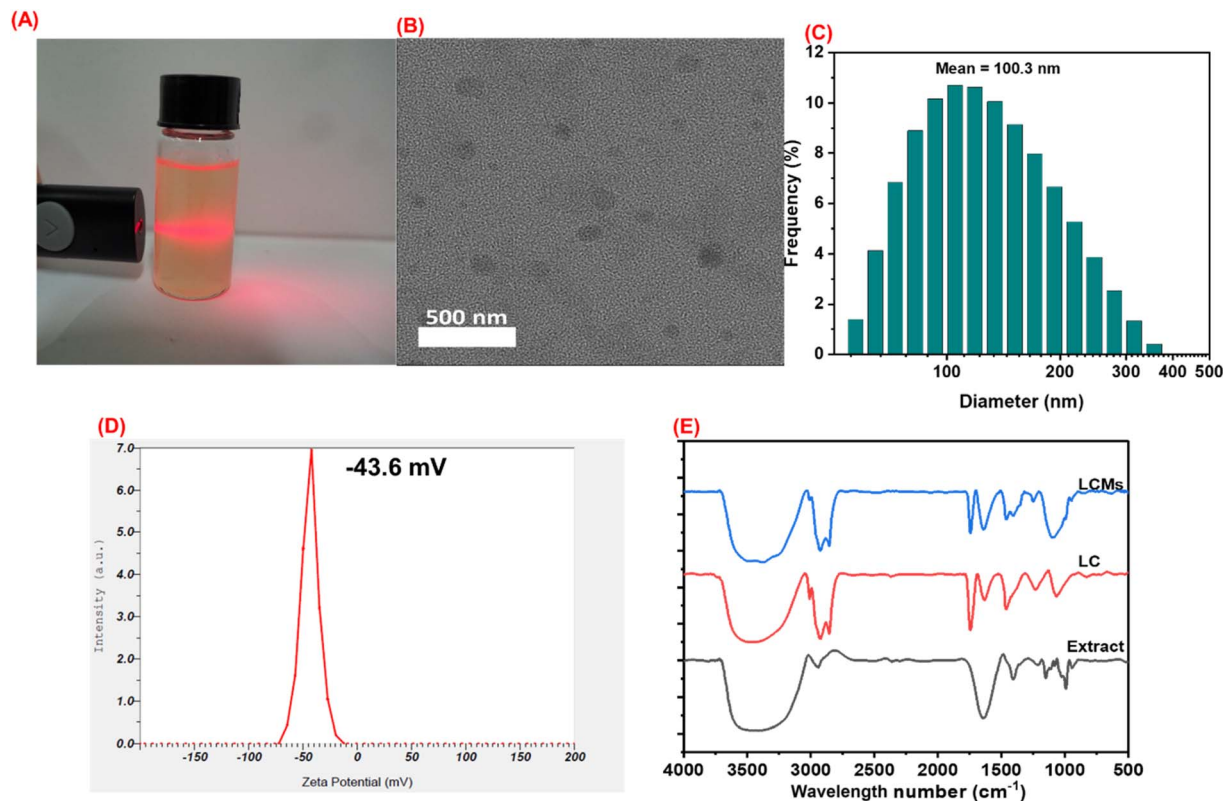 (A)
(B)
500 nm
(C)
Mean = 100.3 nm
Frequency (%)
12
10
8
6
4
2
0
100
200
300
400
500
Diameter (nm)
(D)
-43.6 mV
Intensity (a.u.)
7.0
6.0
5.0
4.0
3.0
2.0
1.0
0.0
-150
-100
-50
0
50
100
150
200
Zeta Potential (mV)
(E)
LCMs
LC
Extract
4000
3500
3000
2500
2000
1500
1000
500
Wavelength number (cm⁻¹)